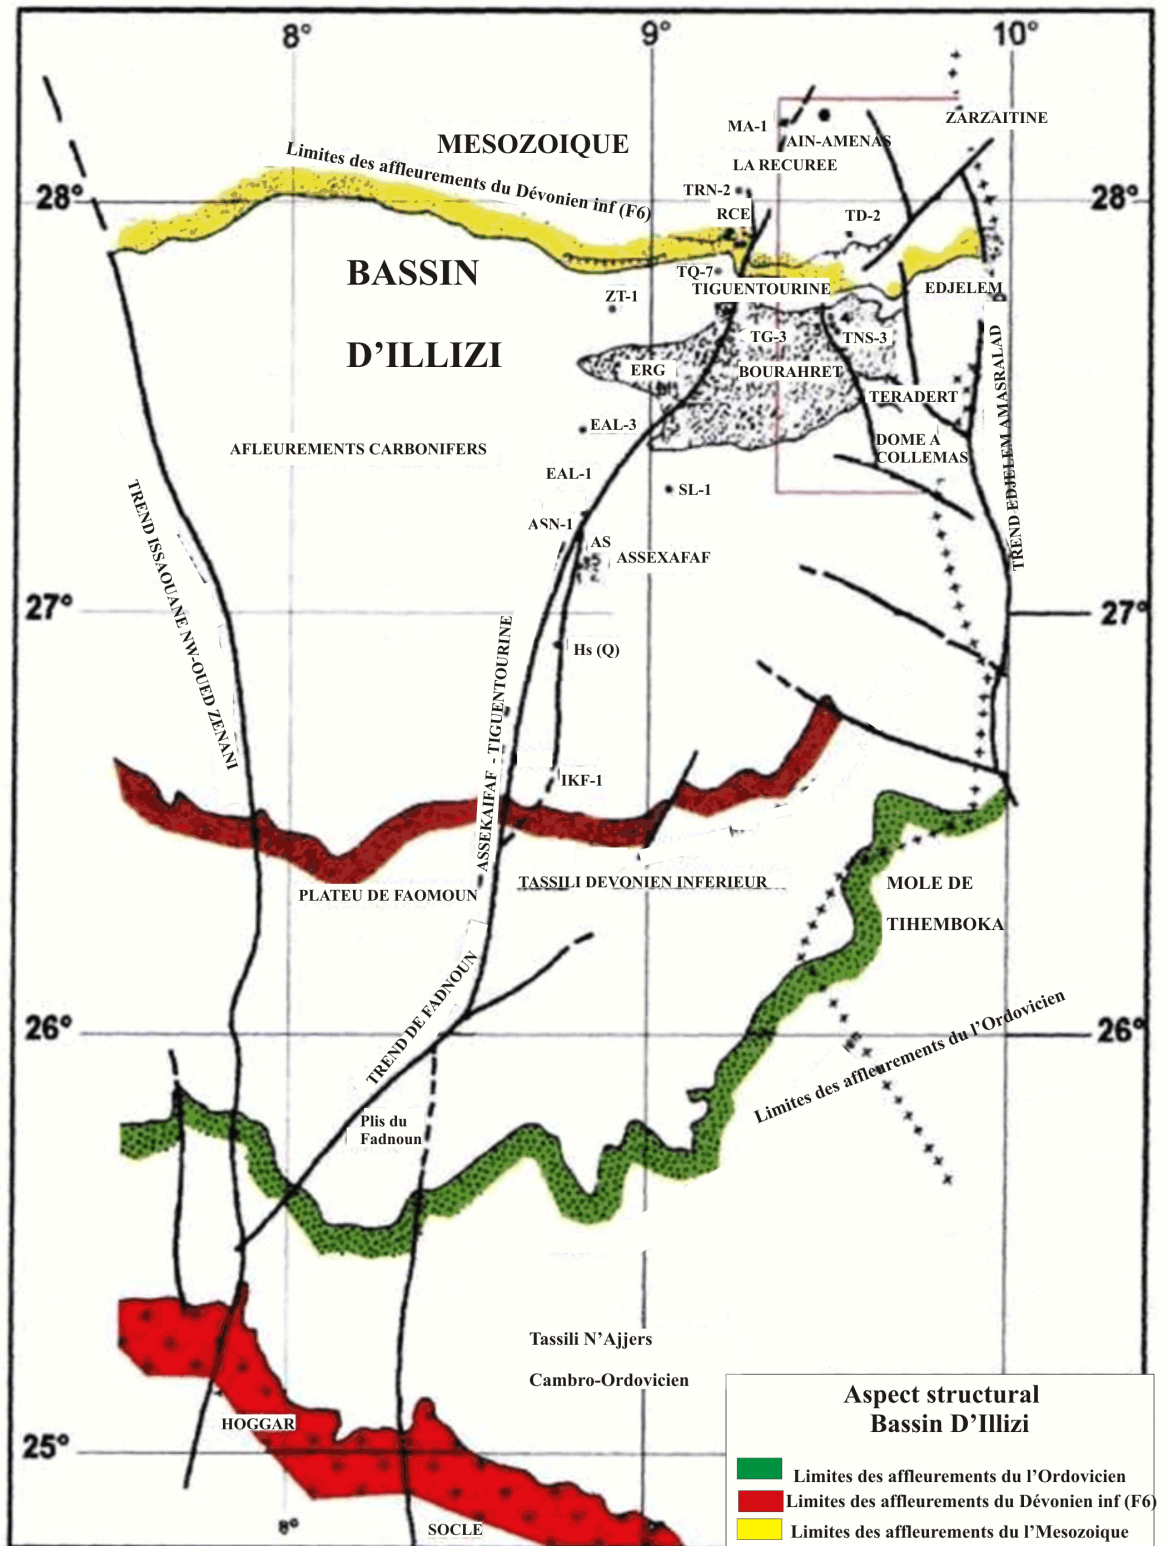 8°
9°
10°
MESOZOIQUE
Limites des affleurements du Dévonien inf (F6)
MA-1
AIN-AMENAS
ZARZAITINE
LA RECUREE
28°
TRN-2
RCE
TD-2
28°
BASSIN
D’ILLIZI
TQ-7
TIGUENTOURINE
EDJELEM
ZT-1
TG-3
TNS-3
ERG
BOURAHRET
TERADERT
TREND EDJELEM AMASRALAD
EAL-3
AFLEUREMENTS CARBONIFERS
DOME A
COLLEMAS
EAL-1
SL-1
ASN-1
AS
ASSEXAFAF
TREND ISSAOUANE NW-OUED ZENANI
27°
27°
Hs (Q)
ASSEKAIFAF - TIGUENTOURINE
IKF-1
PLATEU DE FAOMOUN
TASSILI DEVONIEN INFERIEUR
MOLE DE
TIHEMBOKA
TREND DE FADNOUN
26°
26°
Limites des affleurements du l’Ordovicien
Plis du
Fadnoun
Tassili N’Ajjers
Cambro-Ordovicien
HOGGAR
25°
8°
SOCLE
Aspect structural
Bassin D’Illizi
Limites des affleurements du l’Ordovicien
Limites des affleurements du Dévonien inf (F6)
Limites des affleurements du l’Mesozoique